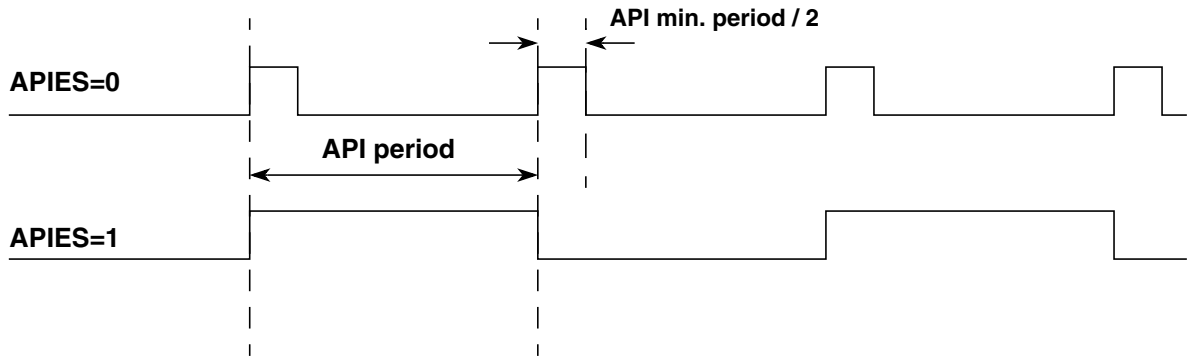 API min. period / 2
APIES=0
API period
APIES=1